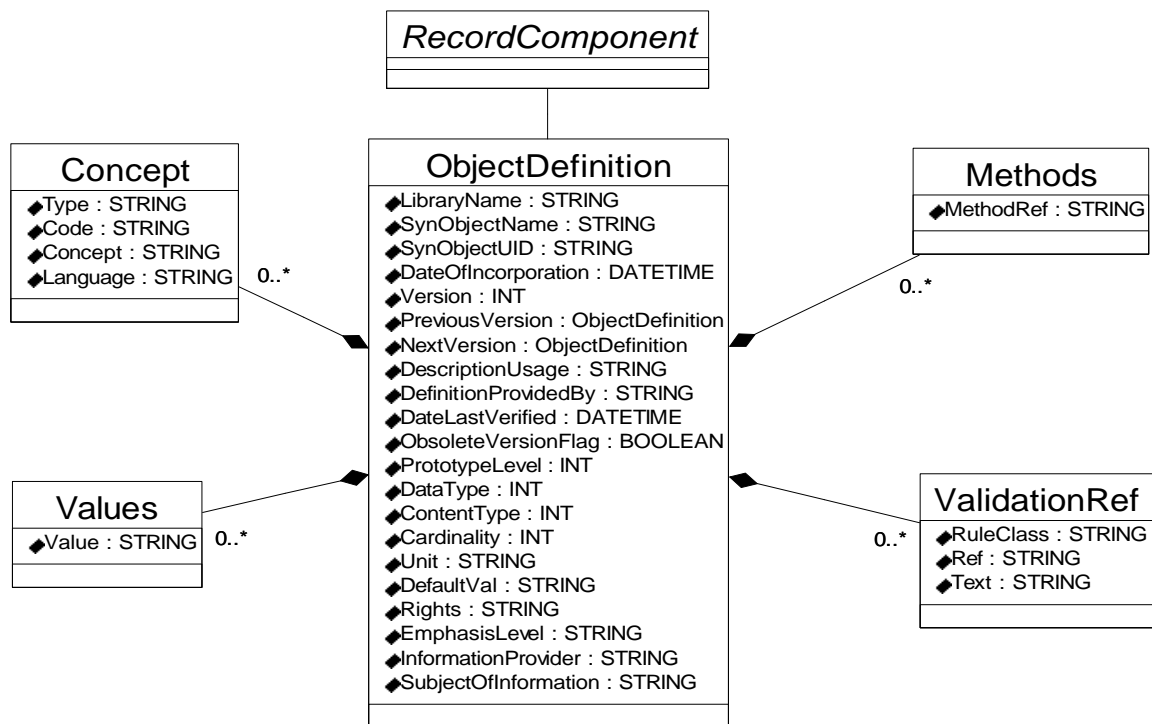 RecordComponent
Concept
Type : STRING
Code : STRING
Concept : STRING
Language : STRING
0..*
ObjectDefinition
LibraryName : STRING
SynObjectName : STRING
SynObjectUID : STRING
DateOfIncorporation : DATETIME
Version : INT
PreviousVersion : ObjectDefinition
NextVersion : ObjectDefinition
DescriptionUsage : STRING
DefinitionProvidedBy : STRING
DateLastVerified : DATETIME
ObsoleteVersionFlag : BOOLEAN
PrototypeLevel : INT
DataType : INT
ContentType : INT
Cardinality : INT
Unit : STRING
DefaultVal : STRING
Rights : STRING
EmphasisLevel : STRING
InformationProvider : STRING
SubjectOfInformation : STRING
Methods
MethodRef : STRING
0..*
Values
Value : STRING
0..*
ValidationRef
RuleClass : STRING
Ref : STRING
Text : STRING
0..*